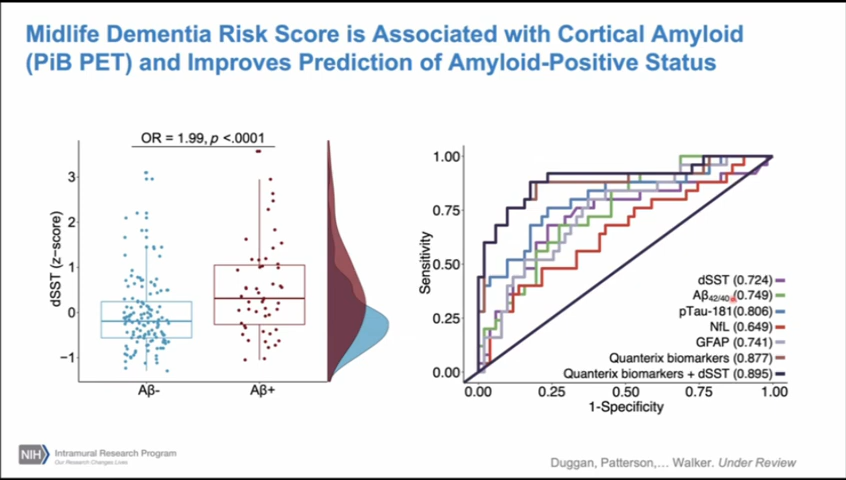 Midlife Dementia Risk Score is Associated with Cortical Amyloid
(PiB PET) and Improves Prediction of Amyloid-Positive Status
OR = 1.99, p <.0001
dSST (z-score)
3
2
1
0
−1
Aβ-
Aβ+
Sensitivity
1.00
0.75
0.50
0.25
0.00
dSST (0.724)
Aβ42/40 (0.749)
pTau-181(0.806)
NfL (0.649)
GFAP (0.741)
Quanterix biomarkers (0.877)
Quanterix biomarkers + dSST (0.895)
0.00 0.25 0.50 0.75 1.00
1-Specificity
NIH Intramural Research Program
Our Research Changes Lives
Duggan, Patterson,... Walker. Under Review